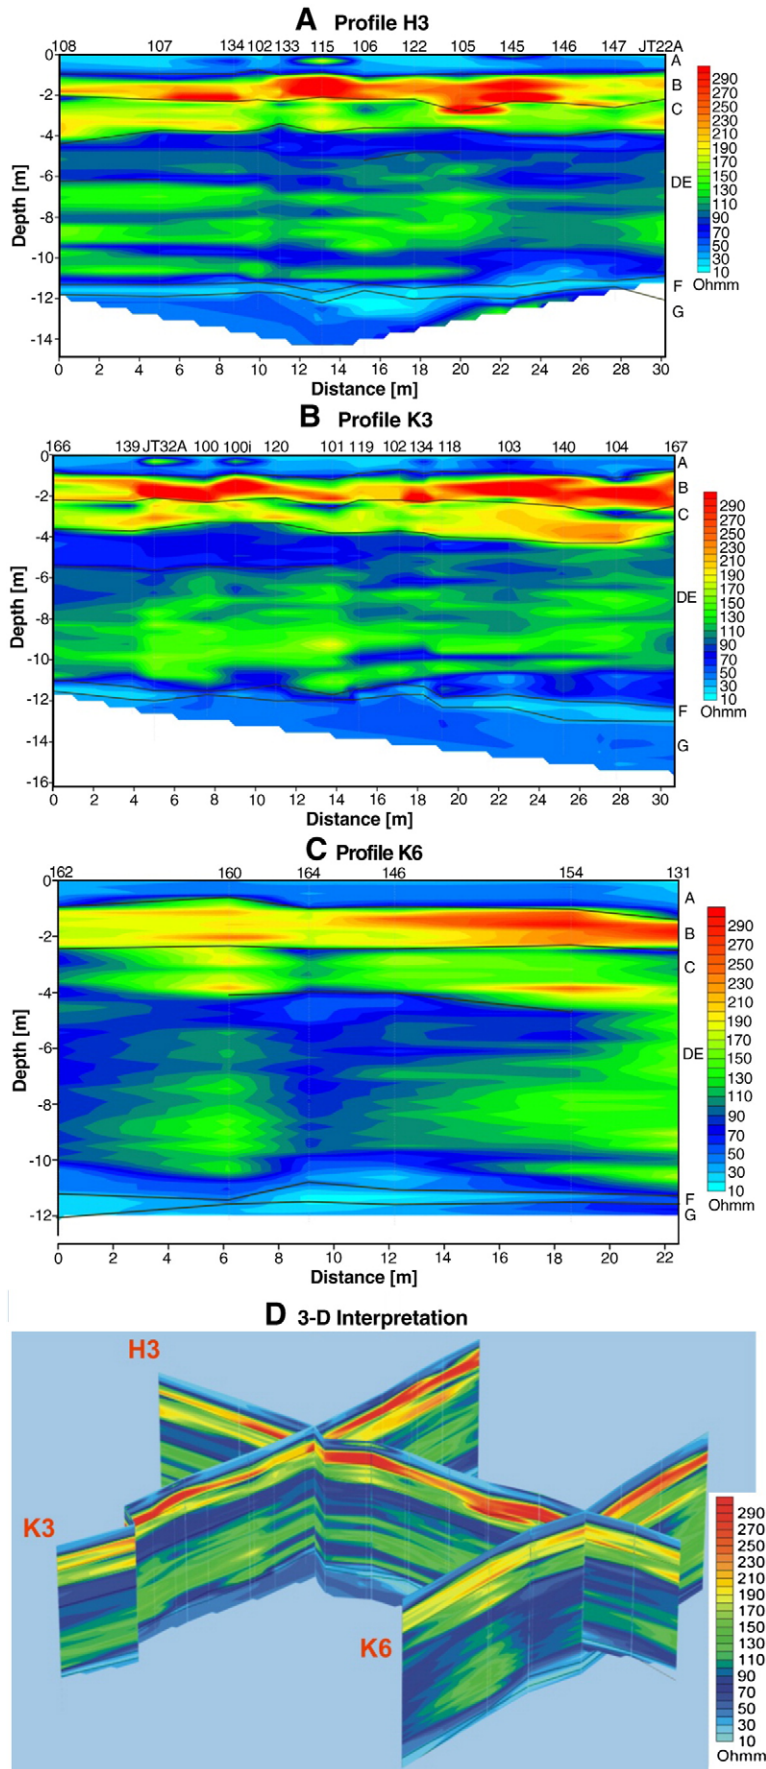 A Profile H3
108 107 134 102 133 115 106 122 105 145 146 147 JT22A
0
-2
-4
-6
-8
-10
-12
-14
Depth [m]
A
B
C
DE
F
G
290
270
250
230
210
190
170
150
130
110
90
70
50
30
10
Ohmm
0 2 4 6 8 10 12 14 16 18 20 22 24 26 28 30
Distance [m]
B Profile K3
166 139 JT32A 100 100i 120 101 119 102 134 118 103 140 104 167
0
-2
-4
-6
-8
-10
-12
-14
-16
Depth [m]
A
B
C
DE
F
G
290
270
250
230
210
190
170
150
130
110
90
70
50
30
10
Ohmm
0 2 4 6 8 10 12 14 16 18 20 22 24 26 28 30
Distance [m]
C Profile K6
162 160 164 146 154 131
0
-2
-4
-6
-8
-10
-12
Depth [m]
A
B
C
DE
F
G
290
270
250
230
210
190
170
150
130
110
90
70
50
30
10
Ohmm
0 2 4 6 8 10 12 14 16 18 20 22
Distance [m]
D 3-D Interpretation
H3
K3
K6
290
270
250
230
210
190
170
150
130
110
90
70
50
30
10
Ohmm